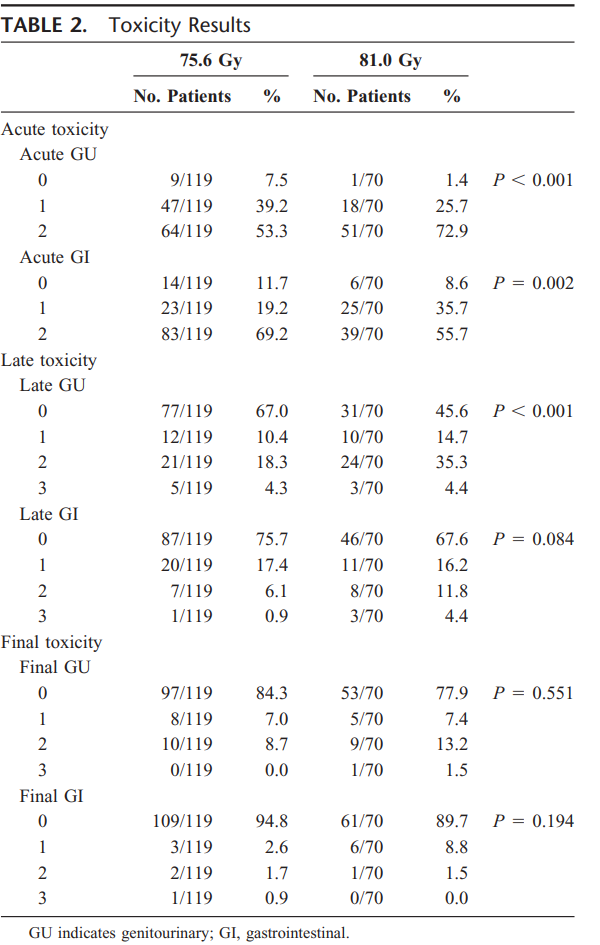 TABLE 2. Toxicity Results
75.6 Gy 81.0 Gy
No. Patients % No. Patients %
Acute toxicity
Acute GU
0 9/119 7.5 1/70 1.4 P < 0.001
1 47/119 39.2 18/70 25.7
2 64/119 53.3 51/70 72.9
Acute GI
0 14/119 11.7 6/70 8.6 P = 0.002
1 23/119 19.2 25/70 35.7
2 83/119 69.2 39/70 55.7
Late toxicity
Late GU
0 77/119 67.0 31/70 45.6 P < 0.001
1 12/119 10.4 10/70 14.7
2 21/119 18.3 24/70 35.3
3 5/119 4.3 3/70 4.4
Late GI
0 87/119 75.7 46/70 67.6 P = 0.084
1 20/119 17.4 11/70 16.2
2 7/119 6.1 8/70 11.8
3 1/119 0.9 3/70 4.4
Final toxicity
Final GU
0 97/119 84.3 53/70 77.9 P = 0.551
1 8/119 7.0 5/70 7.4
2 10/119 8.7 9/70 13.2
3 0/119 0.0 1/70 1.5
Final GI
0 109/119 94.8 61/70 89.7 P = 0.194
1 3/119 2.6 6/70 8.8
2 2/119 1.7 1/70 1.5
3 1/119 0.9 0/70 0.0
GU indicates genitourinary; GI, gastrointestinal.